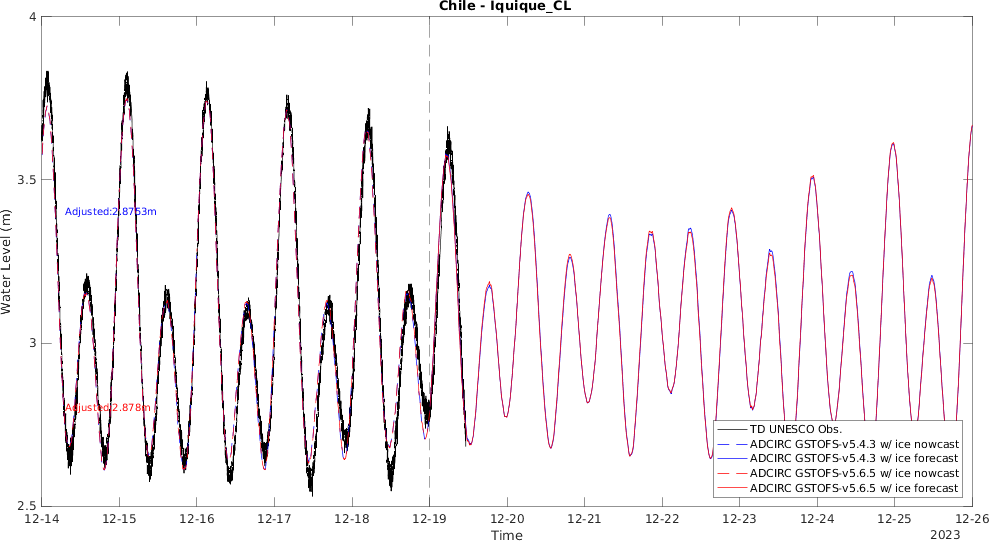 Chile - Iquique_CL
4
3.5
3
2.5
Water Level (m)
Adjusted:2.8753m
Adjusted:2.878m
TD UNESCO Obs.
ADCIRC GSTOFS-v5.4.3 w/ ice nowcast
ADCIRC GSTOFS-v5.4.3 w/ ice forecast
ADCIRC GSTOFS-v5.6.5 w/ ice nowcast
ADCIRC GSTOFS-v5.6.5 w/ ice forecast
12-14 12-15 12-16 12-17 12-18 12-19 12-20 12-21 12-22 12-23 12-24 12-25 12-26
Time
2023